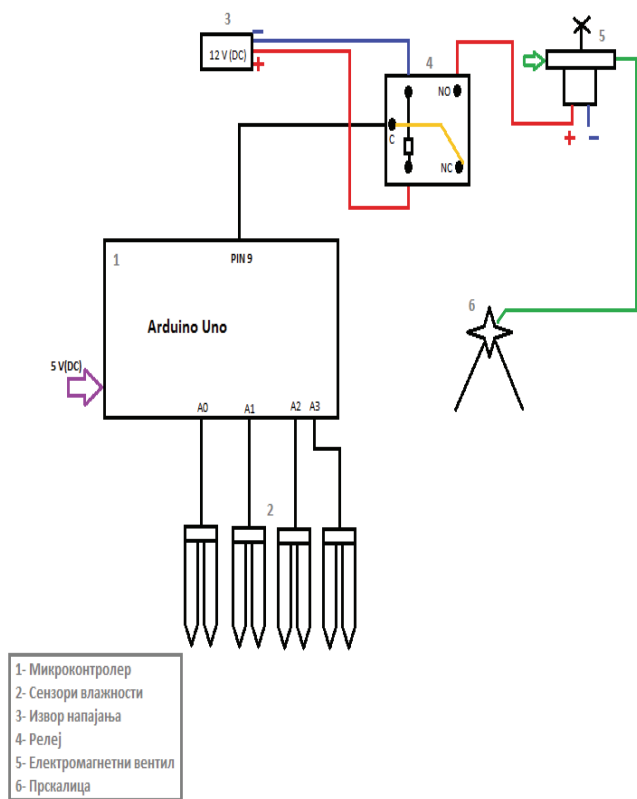 3
-
12 V (DC)
+
4
5
NO
C
NC
+ -
1
PIN 9
Arduino Uno
6
5 V(DC)
A0 A1 A2 A3
2
1- Микроконтролер
2- Сензори влажности
3- Извор напајања
4- Релеј
5- Електромагнетни вентил
6- Прскалица